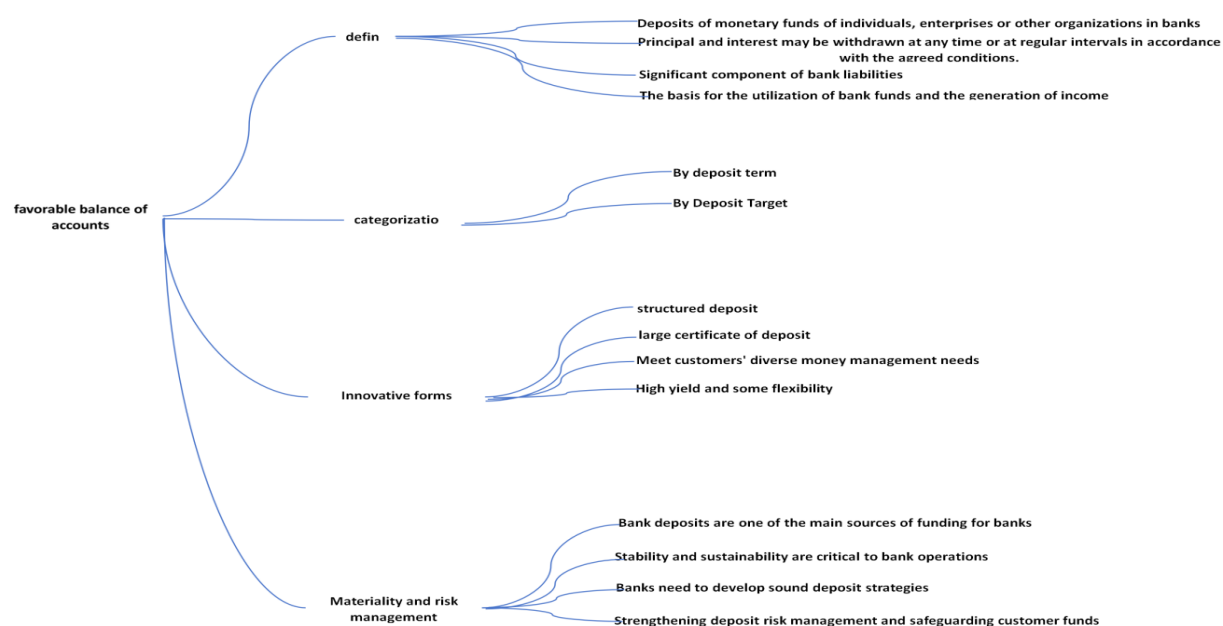 favorable balance of
accounts
defin
Deposits of monetary funds of individuals, enterprises or other organizations in banks
Principal and interest may be withdrawn at any time or at regular intervals in accordance
with the agreed conditions.
Significant component of bank liabilities
The basis for the utilization of bank funds and the generation of income
categorizatio
By deposit term
By Deposit Target
Innovative forms
structured deposit
large certificate of deposit
Meet customers' diverse money management needs
High yield and some flexibility
Materiality and risk
management
Bank deposits are one of the main sources of funding for banks
Stability and sustainability are critical to bank operations
Banks need to develop sound deposit strategies
Strengthening deposit risk management and safeguarding customer funds